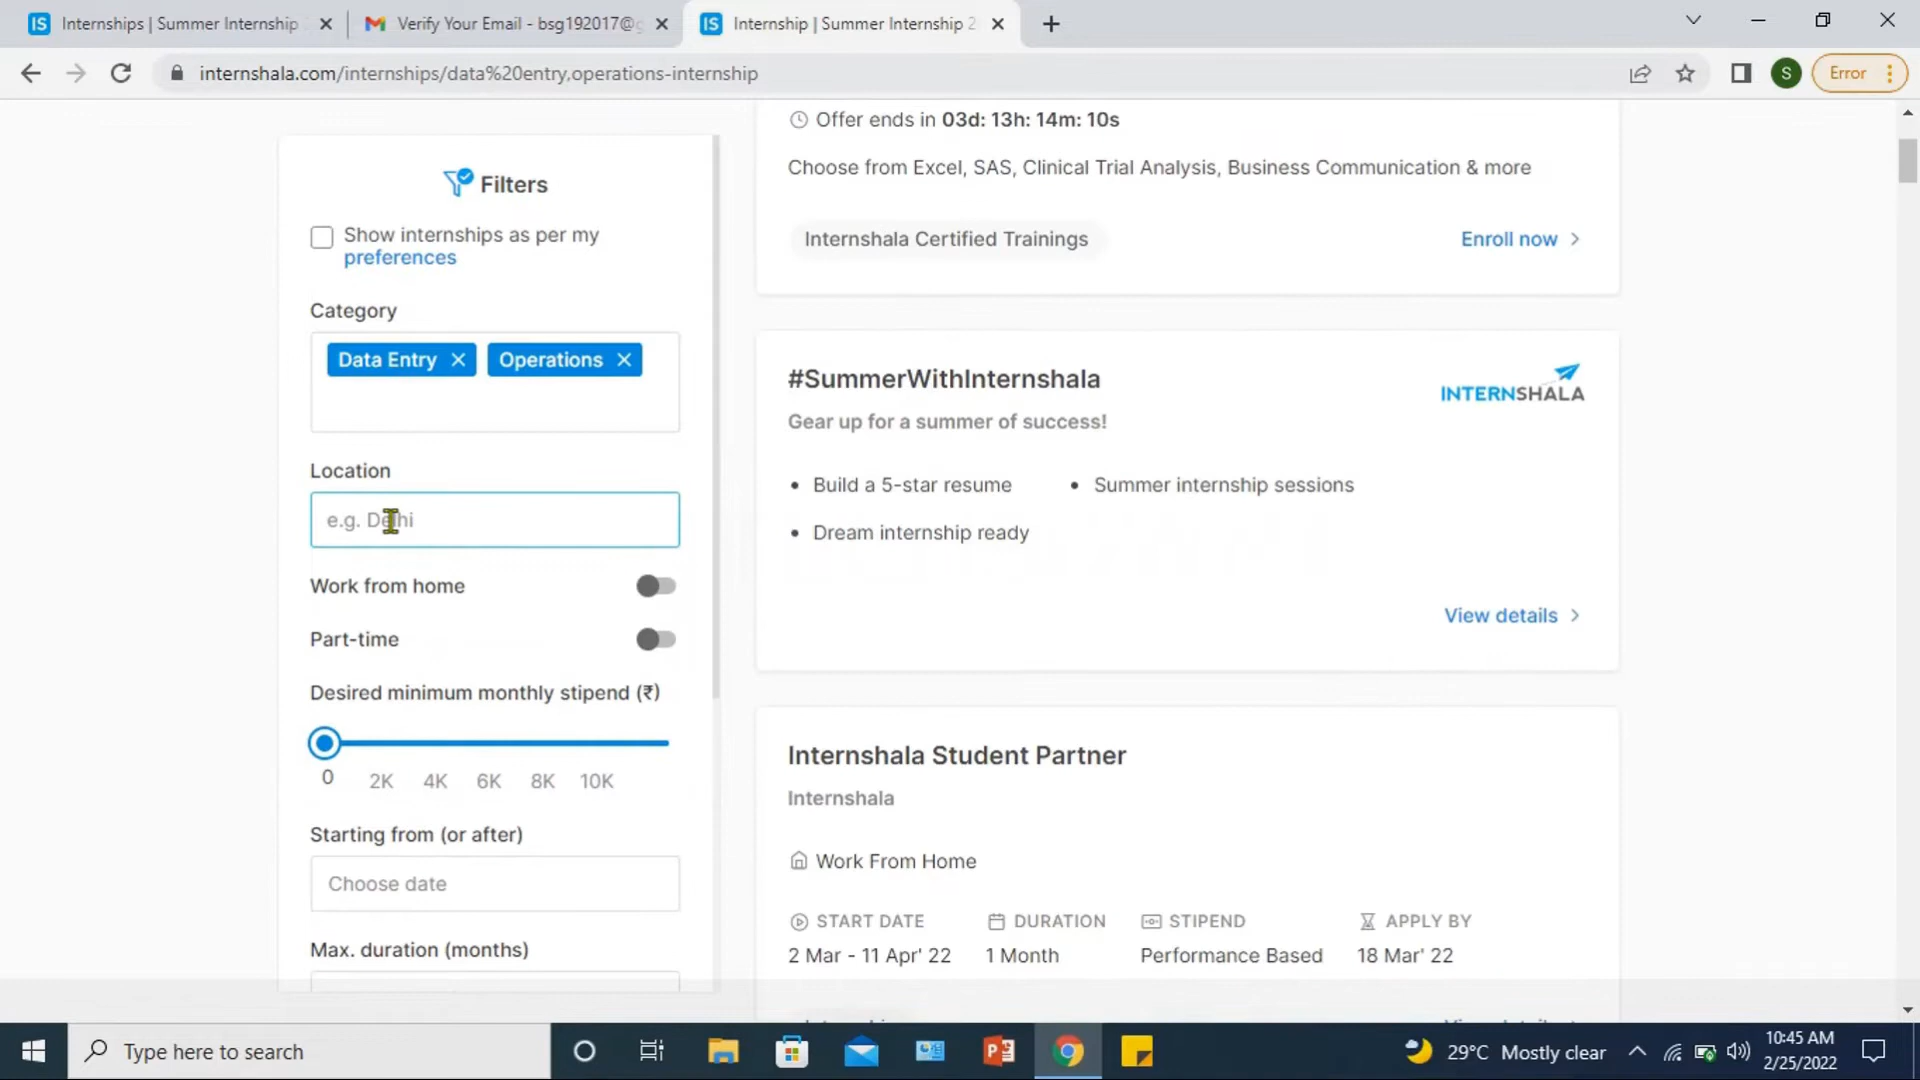 Internships | Summer Internship
Verify Your Email - bsg192017@g
Internship | Summer Internship 2
internshala.com/internships/data%20entry,operations-internship
S
Error
Filters
Show internships as per my
preferences
Category
Data Entry
Operations
Location
e.g. Delhi
Work from home
Part-time
Desired minimum monthly stipend (₹)
0 2K 4K 6K 8K 10K
Starting from (or after)
Choose date
Max. duration (months)
Offer ends in 03d: 13h: 14m: 10s
Choose from Excel, SAS, Clinical Trial Analysis, Business Communication & more
Internshala Certified Trainings
Enroll now
#SummerWithInternshala
INTERNSHALA
Gear up for a summer of success!
• Build a 5-star resume
• Summer internship sessions
• Dream internship ready
View details
Internshala Student Partner
Internshala
Work From Home
START DATE DURATION STIPEND APPLY BY
2 Mar - 11 Apr' 22 1 Month Performance Based 18 Mar' 22
Type here to search
29°C Mostly clear
10:45 AM
2/25/2022